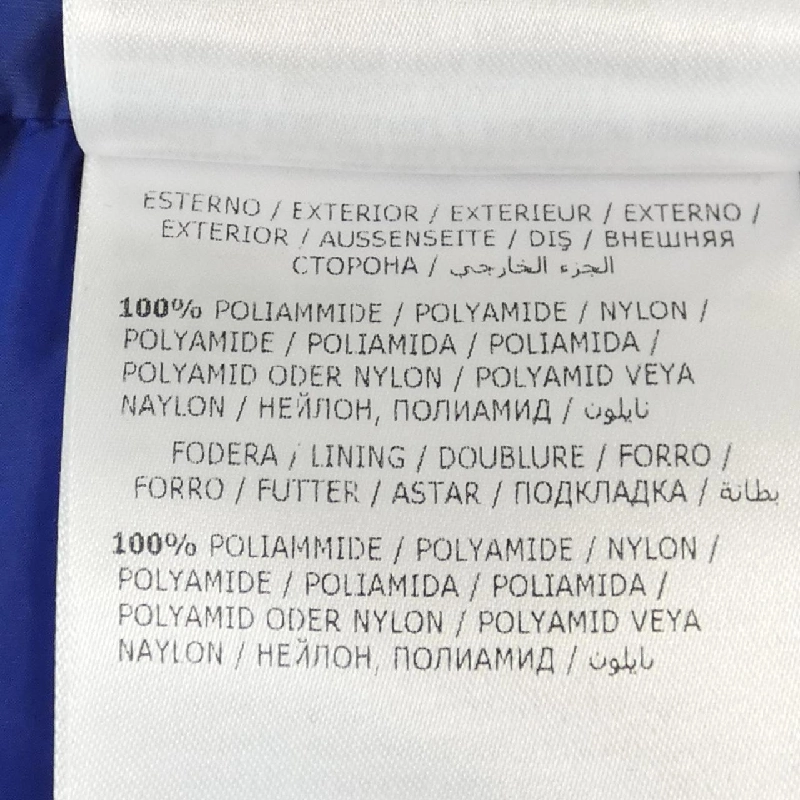 ESTERNO / EXTERIOR / EXTERIEUR / EXTERNO /
EXTERIOR / AUSSENSEITE / DIŞ / ВНЕШНЯЯ
СТОРОНА / الجزء الخارجي
100% POLIAMMIDE / POLYAMIDE / NYLON /
POLYAMIDE / POLIAMIDA / POLIAMIDA /
POLYAMID ODER NYLON / POLYAMID VEYA
NAYLON / НЕЙЛОН, ПОЛИАМИД / نايلون
FODERA / LINING / DOUBLURE / FORRO /
FORRO / FUTTER / ASTAR / ПОДКЛАДКА / بطانة
100% POLIAMMIDE / POLYAMIDE / NYLON /
POLYAMIDE / POLIAMIDA / POLIAMIDA /
POLYAMID ODER NYLON / POLYAMID VEYA
NAYLON / НЕЙЛОН, ПОЛИАМИД / نايلون